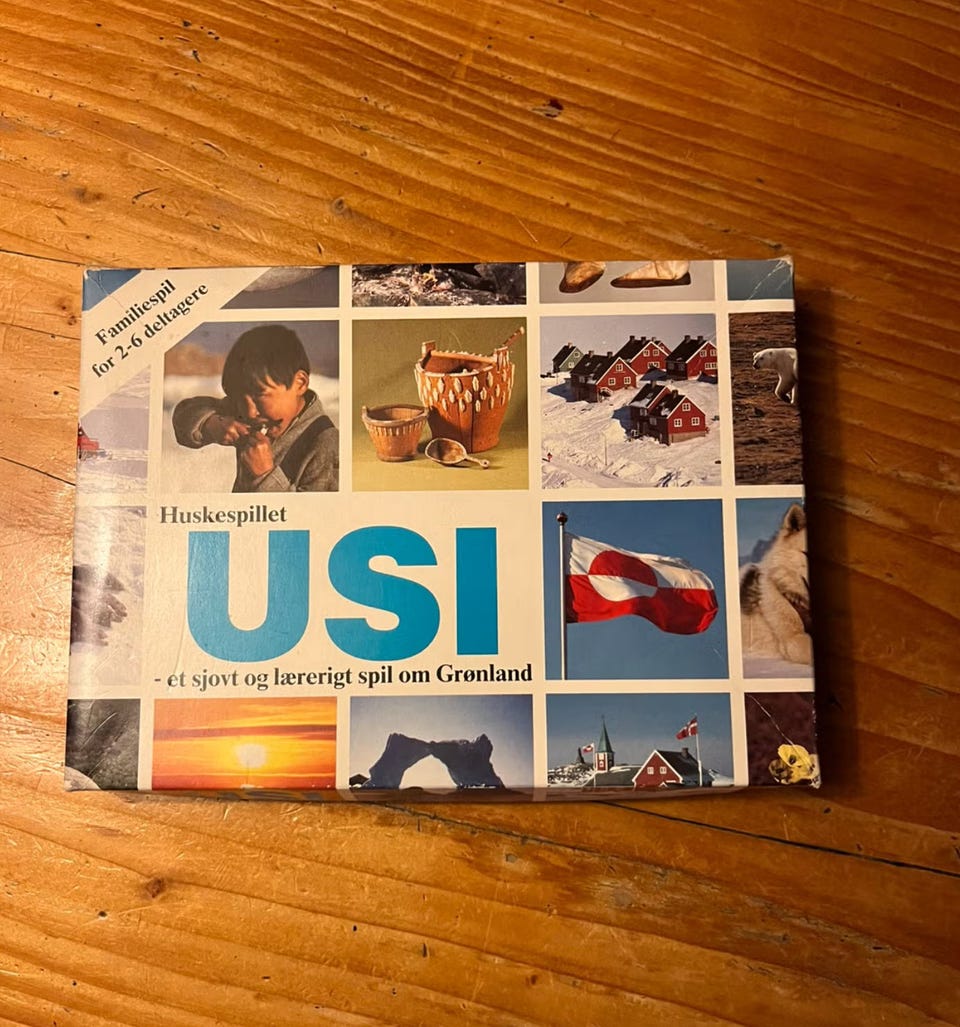 Familiespil
for 2-6 deltagere
Huskespillet
USI
- et sjovt og lærerigt spil om Grønland